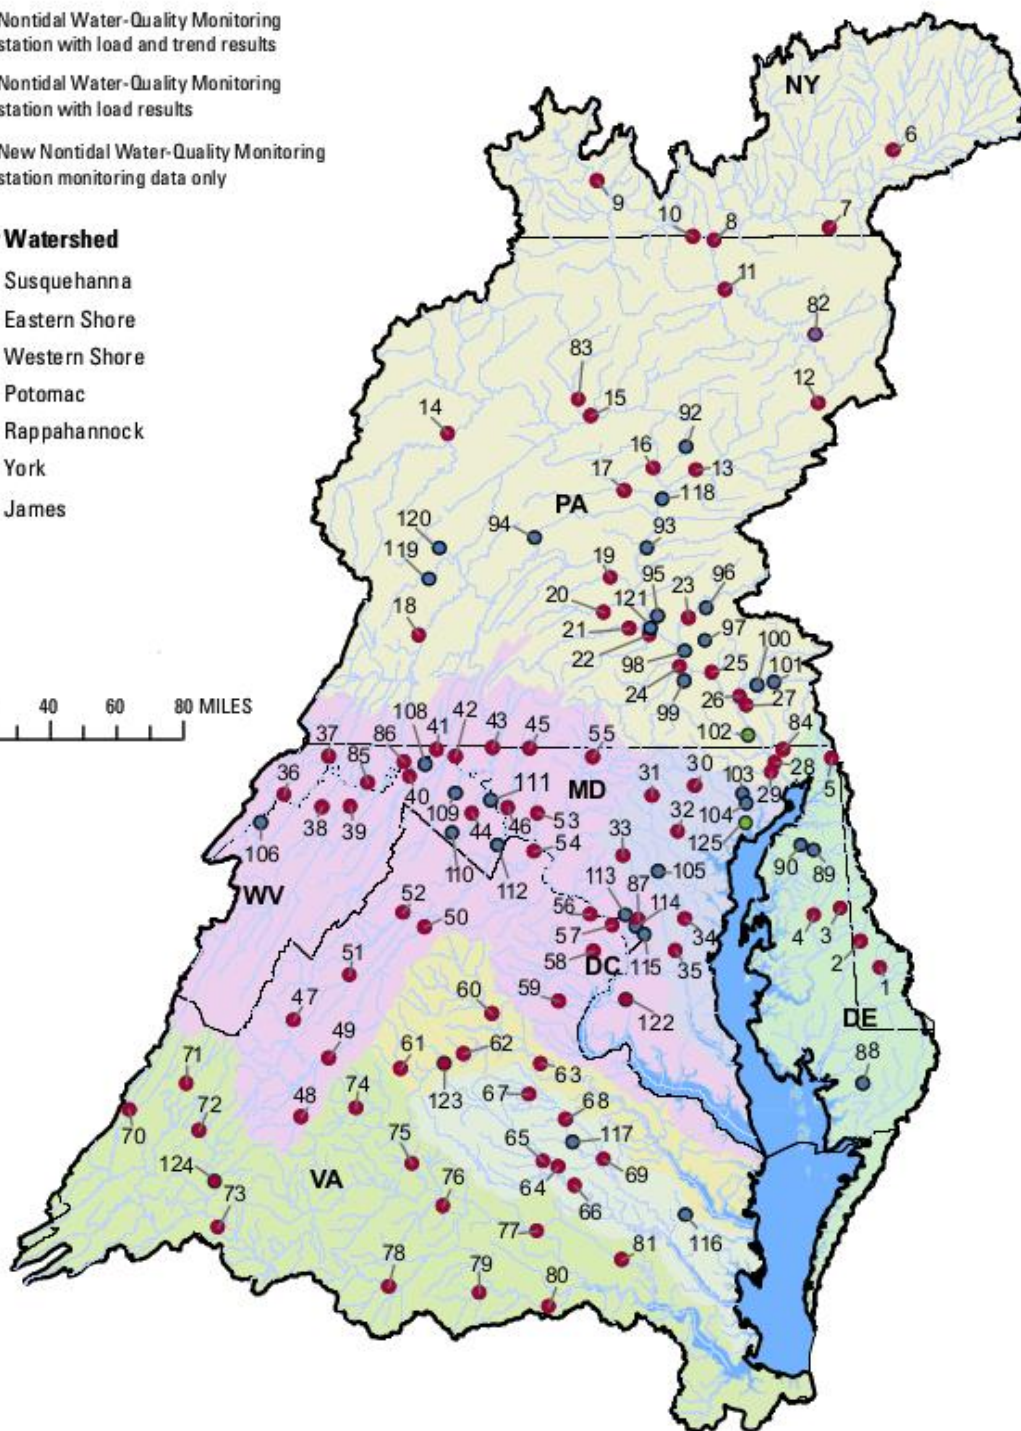 Nontidal Water-Quality Monitoring
station with load and trend results
Nontidal Water-Quality Monitoring
station with load results
New Nontidal Water-Quality Monitoring
station monitoring data only
Watershed
Susquehanna
Eastern Shore
Western Shore
Potomac
Rappahannock
York
James
40 60 80 MILES
NY
6
9
10 8 7
11
82
83
12
14 15
92
16
13
17
118
PA
120
94
93
119
19
95 23 96
20 121
18
21 97
22
98 100
25 101
24
26 27
99
102
108 41 42 43 45 84
37 86 55
85
36 111 MD 31 30 103 28
5
40
109 29
38 39 44 46 53 32 104
106 33 125
54
110 105 90 89
112
WV 113 87
52 56 114
50 57 4 3
34
58 2
51 DC 115 35
1
59
47 60 122 DE
49
71 61 62 88
74 63
123 67
70 48 68
72
75 65 117
124 VA 69
76 64
73 66
77 116
78 79 81
80